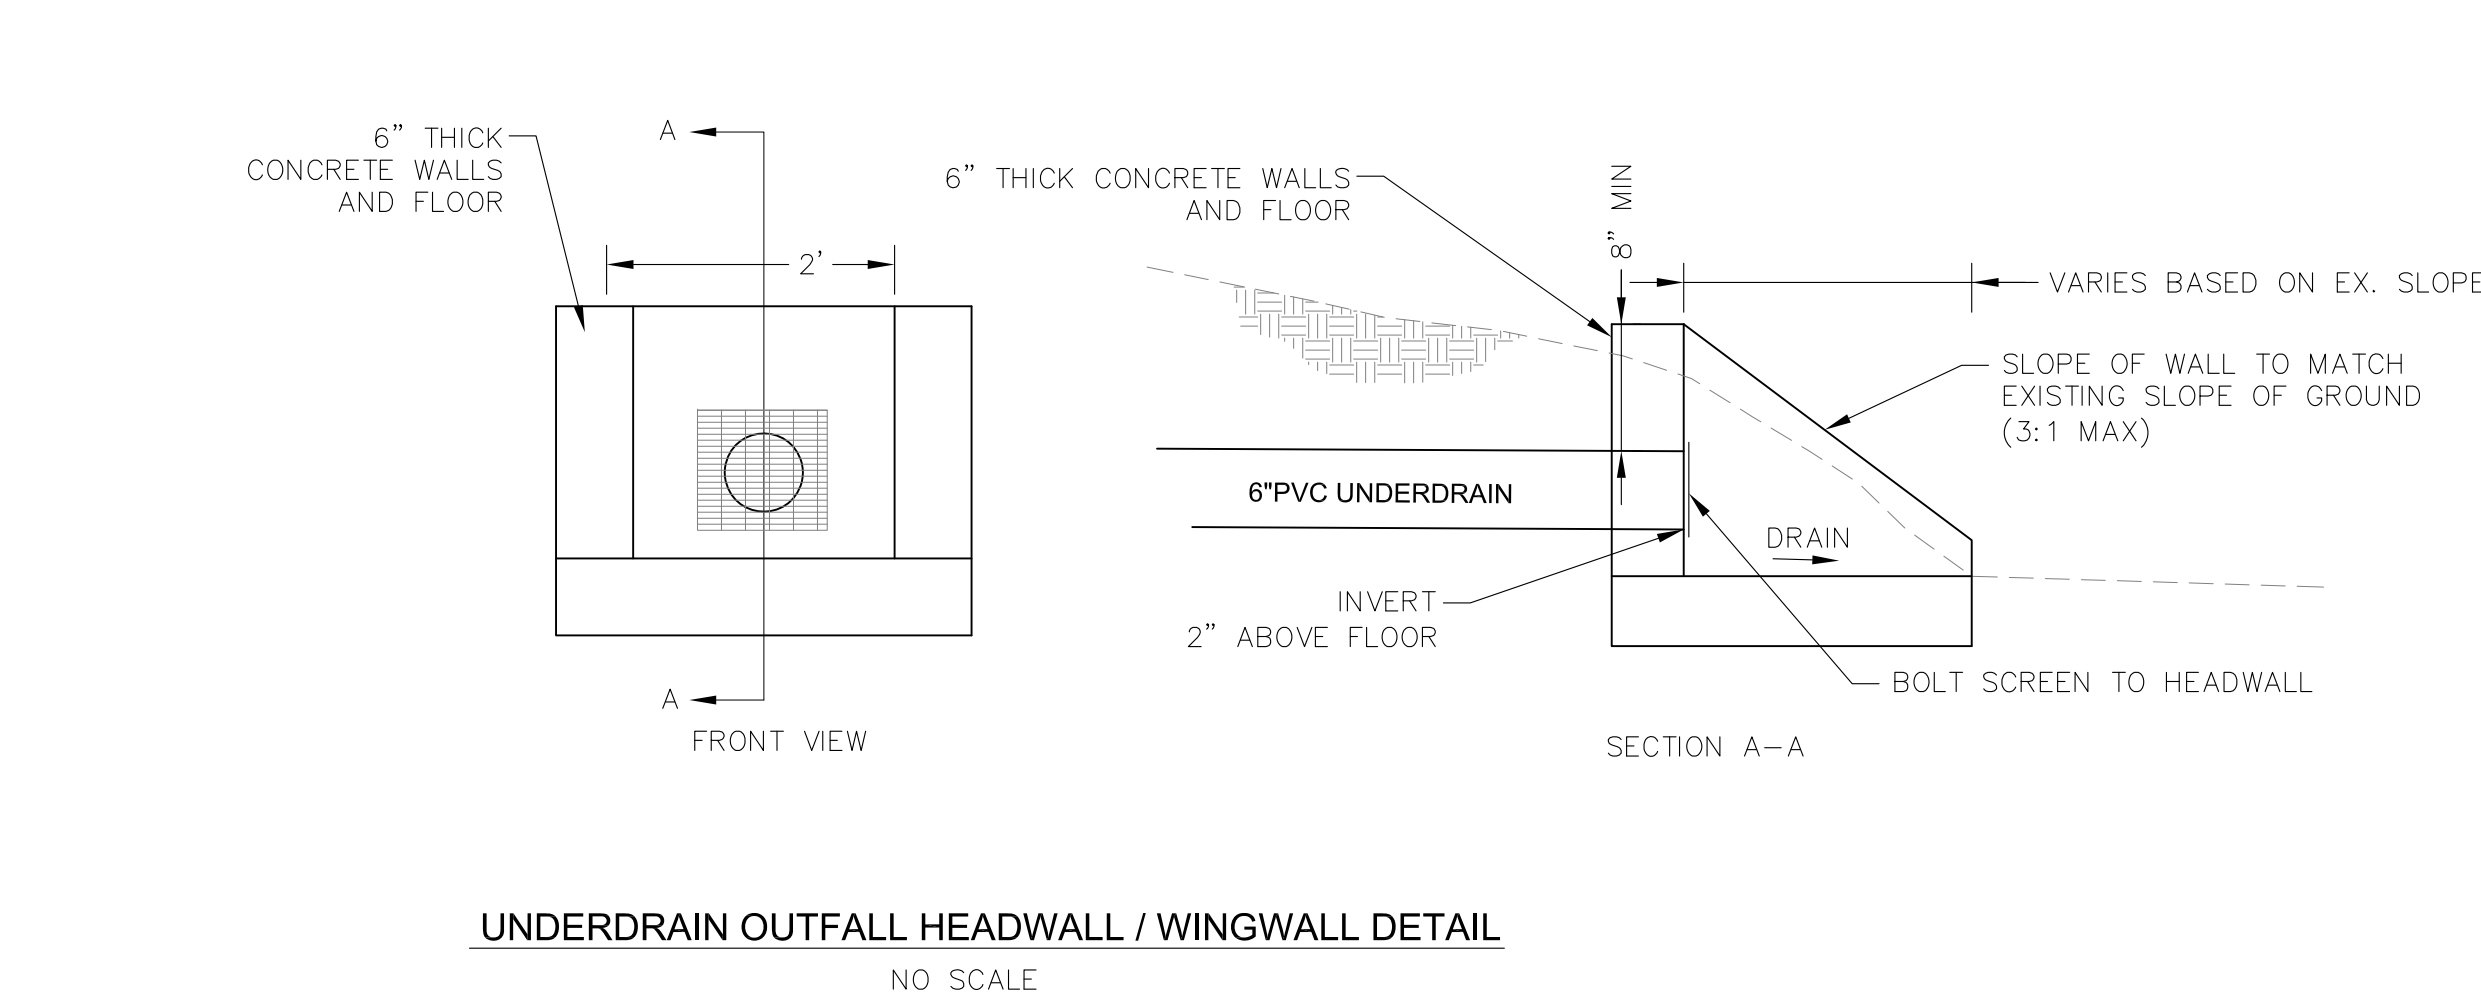 6” THICK
CONCRETE WALLS
AND FLOOR
A
2’
A
FRONT VIEW
6” THICK CONCRETE WALLS
AND FLOOR
8” MIN
VARIES BASED ON EX. SLOPE
SLOPE OF WALL TO MATCH
EXISTING SLOPE OF GROUND
(3:1 MAX)
6"PVC UNDERDRAIN
DRAIN
INVERT
2” ABOVE FLOOR
BOLT SCREEN TO HEADWALL
SECTION A-A
UNDERDRAIN OUTFALL HEADWALL / WINGWALL DETAIL
NO SCALE